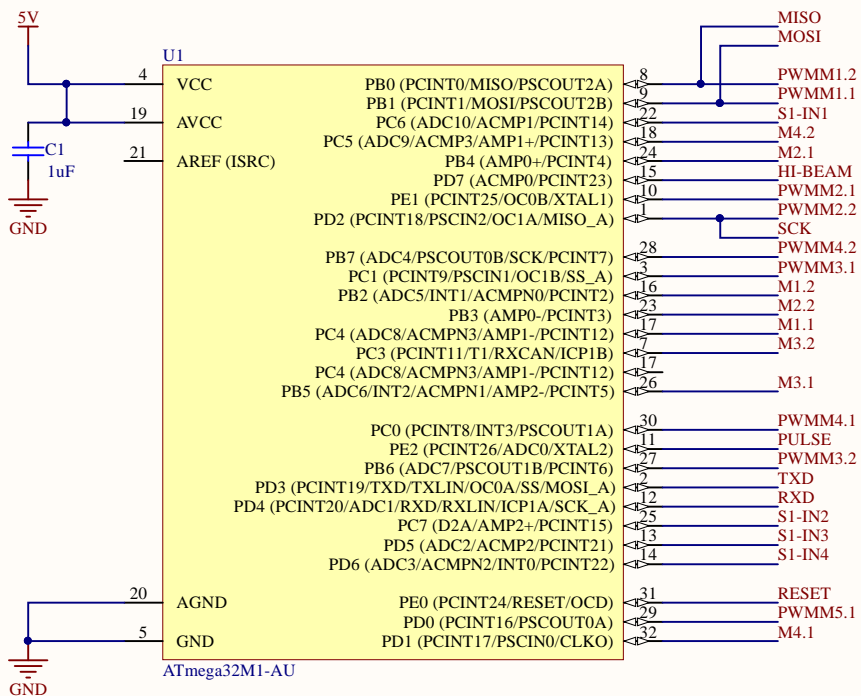 5V
U1
4 VCC
19 AVCC
21 AREF (ISRC)
C1
1uF
GND
20 AGND
5 GND
GND
ATmega32M1-AU
PB0 (PCINT0/MISO/PSCOUT2A) 8 PWMM1.2
MISO
MOSI
PB1 (PCINT1/MOSI/PSCOUT2B) 9 PWMM1.1
PC6 (ADC10/ACMP1/PCINT14) 22 S1-IN1
PC5 (ADC9/ACMP3/AMP1+/PCINT13) 18 M4.2
PB4 (AMP0+/PCINT4) 24 M2.1
PD7 (ACMP0/PCINT23) 15 HI-BEAM
PE1 (PCINT25/OC0B/XTAL1) 10 PWMM2.1
PD2 (PCINT18/PSCIN2/OC1A/MISO_A) 1 PWMM2.2
SCK
PB7 (ADC4/PSCOUT0B/SCK/PCINT7) 28 PWMM4.2
PC1 (PCINT9/PSCIN1/OC1B/SS_A) 3 PWMM3.1
PB2 (ADC5/INT1/ACMPN0/PCINT2) 16 M1.2
PB3 (AMP0-/PCINT3) 23 M2.2
PC4 (ADC8/ACMPN3/AMP1-/PCINT12) 17 M1.1
PC3 (PCINT11/T1/RXCAN/ICP1B) 7 M3.2
PC4 (ADC8/ACMPN3/AMP1-/PCINT12) 17
PB5 (ADC6/INT2/ACMPN1/AMP2-/PCINT5) 26 M3.1
PC0 (PCINT8/INT3/PSCOUT1A) 30 PWMM4.1
PE2 (PCINT26/ADC0/XTAL2) 11 PULSE
PB6 (ADC7/PSCOUT1B/PCINT6) 27 PWMM3.2
PD3 (PCINT19/TXD/TXLIN/OC0A/SS/MOSI_A) 2 TXD
PD4 (PCINT20/ADC1/RXD/RXLIN/ICP1A/SCK_A) 12 RXD
PC7 (D2A/AMP2+/PCINT15) 25 S1-IN2
PD5 (ADC2/ACMP2/PCINT21) 13 S1-IN3
PD6 (ADC3/ACMPN2/INT0/PCINT22) 14 S1-IN4
PE0 (PCINT24/RESET/OCD) 31 RESET
PD0 (PCINT16/PSCOUT0A) 29 PWMM5.1
PD1 (PCINT17/PSCIN0/CLKO) 32 M4.1